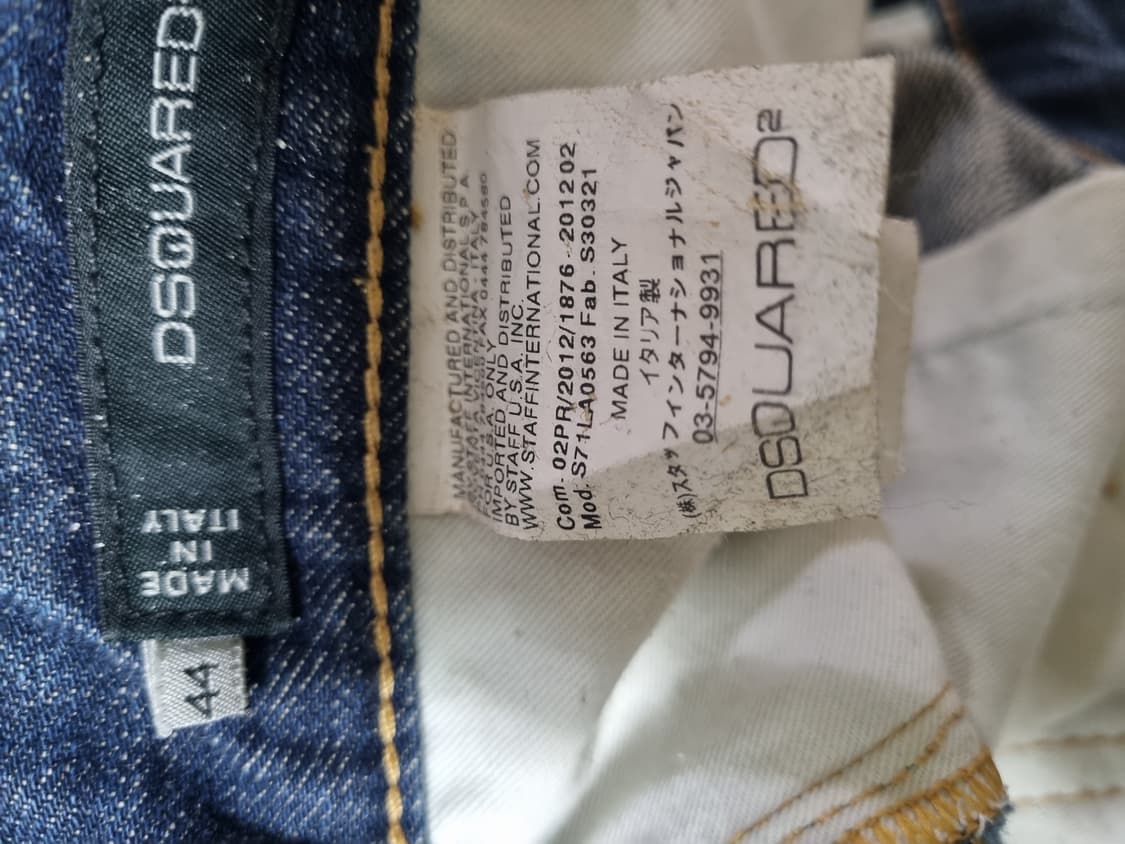 DSQUARED
MADE
IN
ITALY
44
MANUFACTURED AND DISTRIBUTED
BY STAFF INTERNATIONAL S.P.A.
FOR U.S.A. ONLY
IMPORTED AND DISTRIBUTED
BY STAFF U.S.A. INC.
WWW.STAFFINTERNATIONAL.COM
Com. 02PR/2012/1876 - 201202
Mod. S71LA0563 Fab. S30321
MADE IN ITALY
イタリア製
(株)スタッフインターナショナルジャパン
03-5794-9931
DSQUARED2